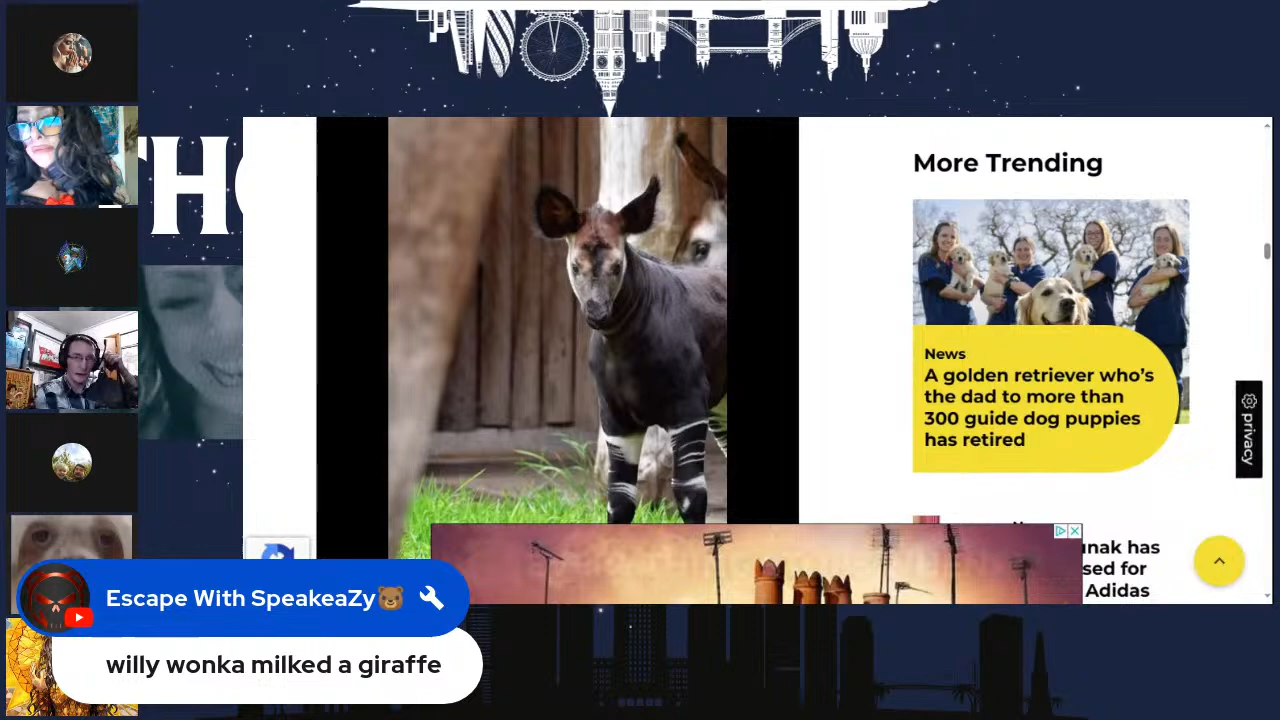 THO
More Trending
News
A golden retriever who's
the dad to more than
300 guide dog puppies
has retired
privacy
unak has
sed for
Adidas
Escape With SpeakeaZy🐻
willy wonka milked a giraffe